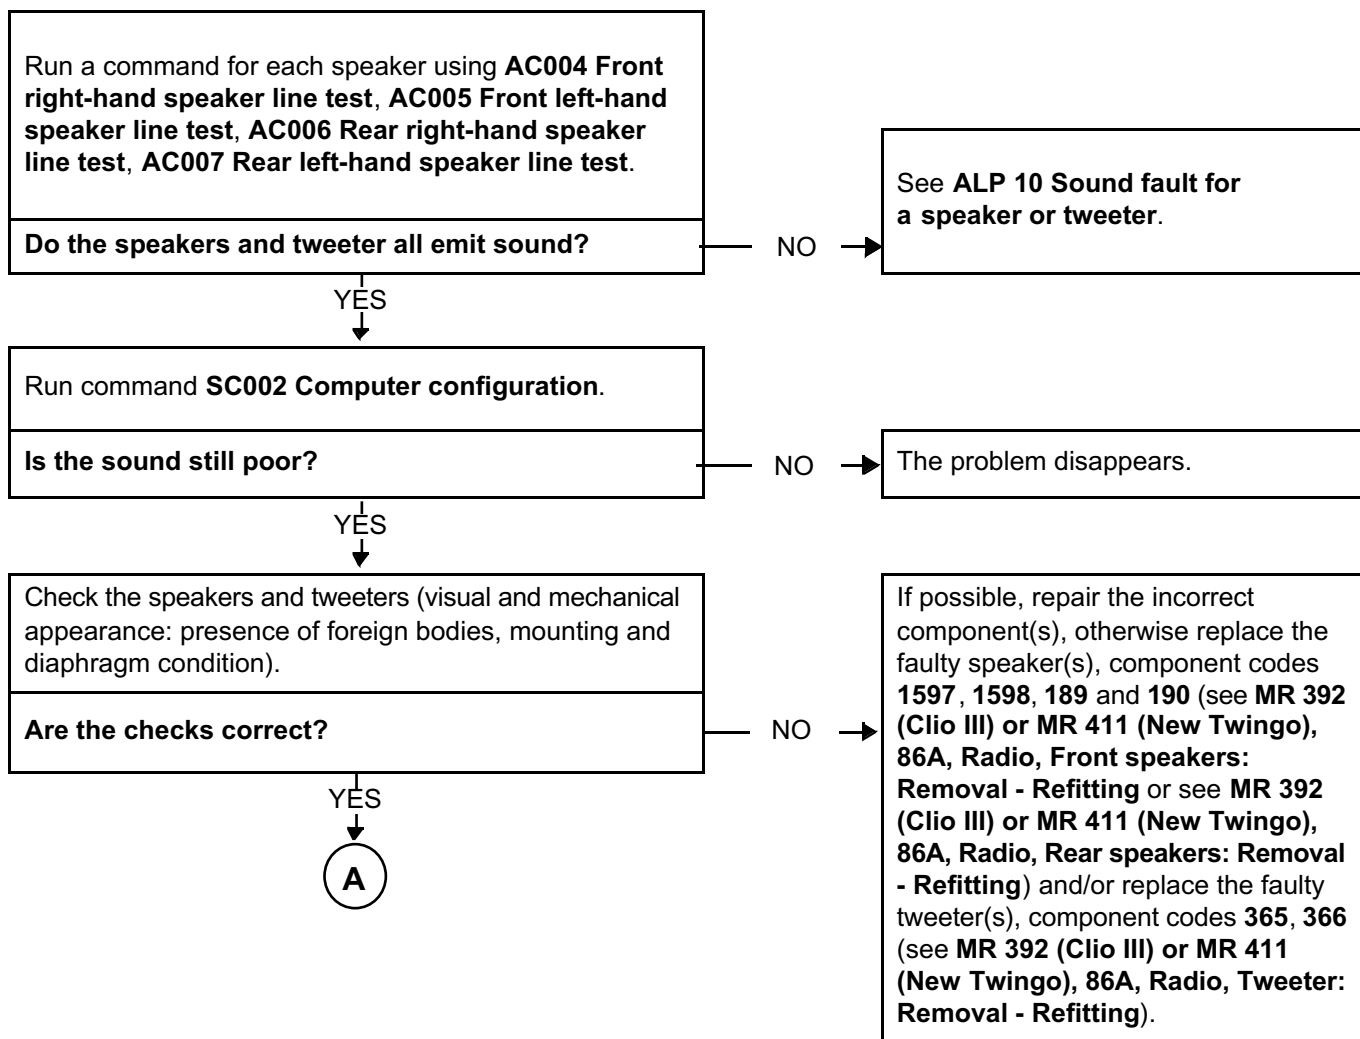 Run a command for each speaker using AC004 Front
right-hand speaker line test, AC005 Front left-hand
speaker line test, AC006 Rear right-hand speaker
line test, AC007 Rear left-hand speaker line test.
Do the speakers and tweeter all emit sound?
NO
See ALP 10 Sound fault for
a speaker or tweeter.
YES
Run command SC002 Computer configuration.
Is the sound still poor?
NO
The problem disappears.
YES
Check the speakers and tweeters (visual and mechanical
appearance: presence of foreign bodies, mounting and
diaphragm condition).
Are the checks correct?
NO
If possible, repair the incorrect
component(s), otherwise replace the
faulty speaker(s), component codes
1597, 1598, 189 and 190 (see MR 392
(Clio III) or MR 411 (New Twingo),
86A, Radio, Front speakers:
Removal - Refitting or see MR 392
(Clio III) or MR 411 (New Twingo),
86A, Radio, Rear speakers: Removal
- Refitting) and/or replace the faulty
tweeter(s), component codes 365, 366
(see MR 392 (Clio III) or MR 411
(New Twingo), 86A, Radio, Tweeter:
Removal - Refitting).
YES
A